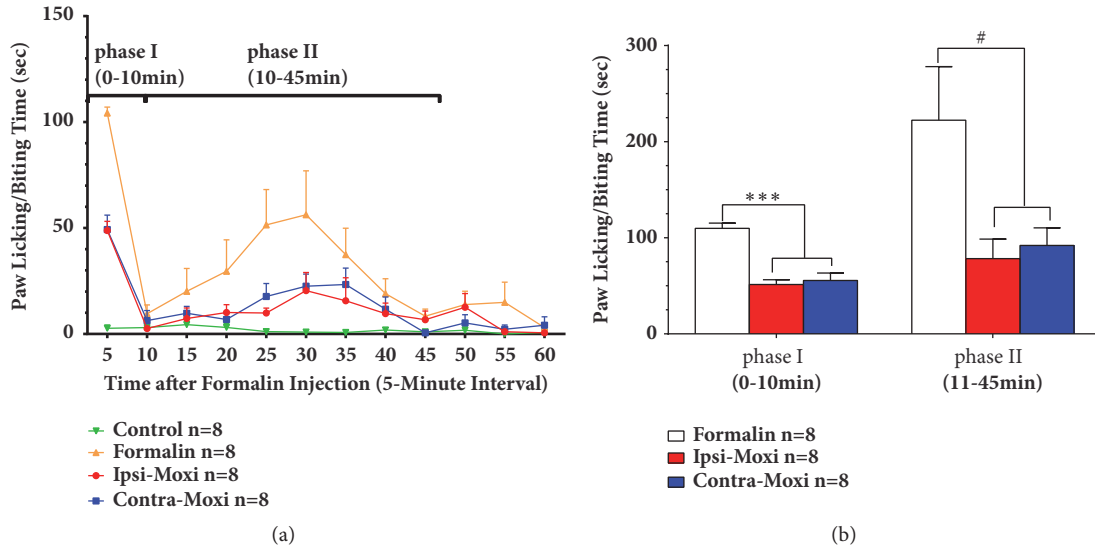 150
100
50
0
Paw Licking/Biting Time (sec)
phase I
(0-10min)
phase II
(10-45min)
5 10 15 20 25 30 35 40 45 50 55 60
Time after Formalin Injection (5-Minute Interval)
Control n=8
Formalin n=8
Ipsi-Moxi n=8
Contra-Moxi n=8
(a)
300
250
200
150
100
50
0
Paw Licking/Biting Time (sec)
***
#
phase I
(0-10min)
phase II
(11-45min)
Formalin n=8
Ipsi-Moxi n=8
Contra-Moxi n=8
(b)